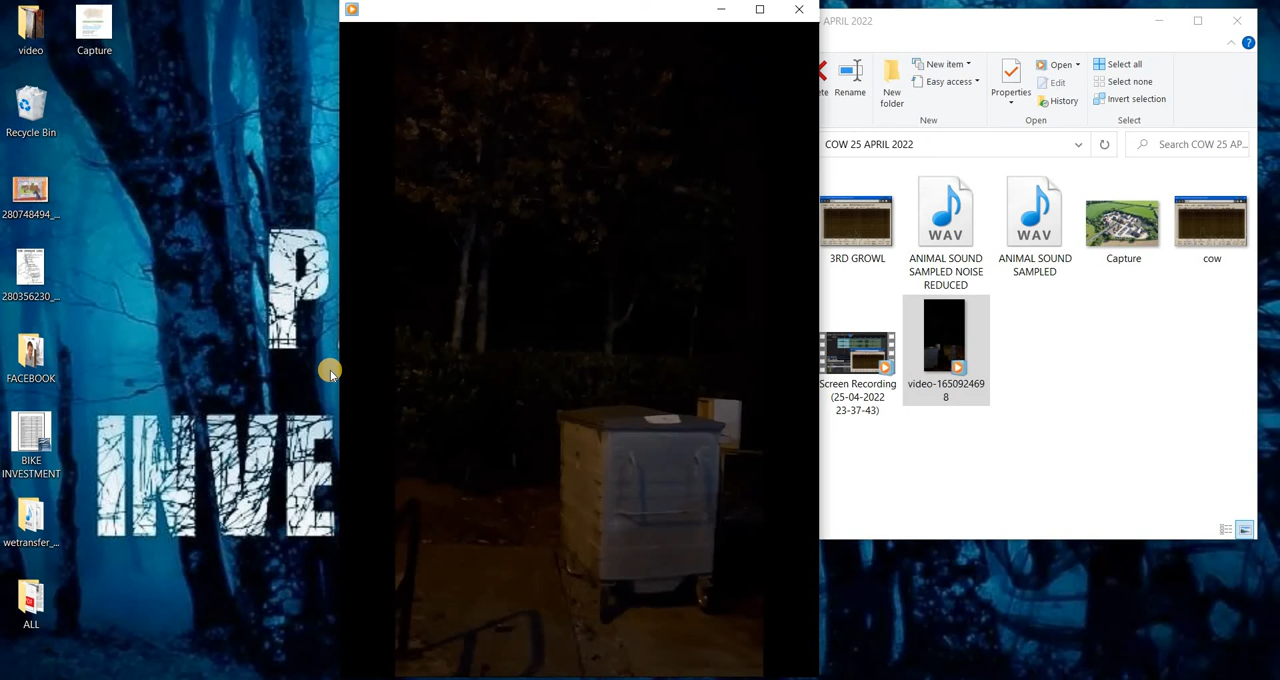 video
Capture
Recycle Bin
280748494_...
280356230_...
FACEBOOK
BIKE
INVESTMENT
wetransfer_...
ALL
P
INVE
APRIL 2022
ete
Rename
New
folder
New item
Easy access
New
Properties
Open
Edit
History
Open
Select all
Select none
Invert selection
Select
COW 25 APRIL 2022
Search COW 25 AP...
3RD GROWL
WAV
ANIMAL SOUND
SAMPLED NOISE
REDUCED
WAV
ANIMAL SOUND
SAMPLED
Capture
cow
Screen Recording
(25-04-2022
23-37-43)
video-165092469
8